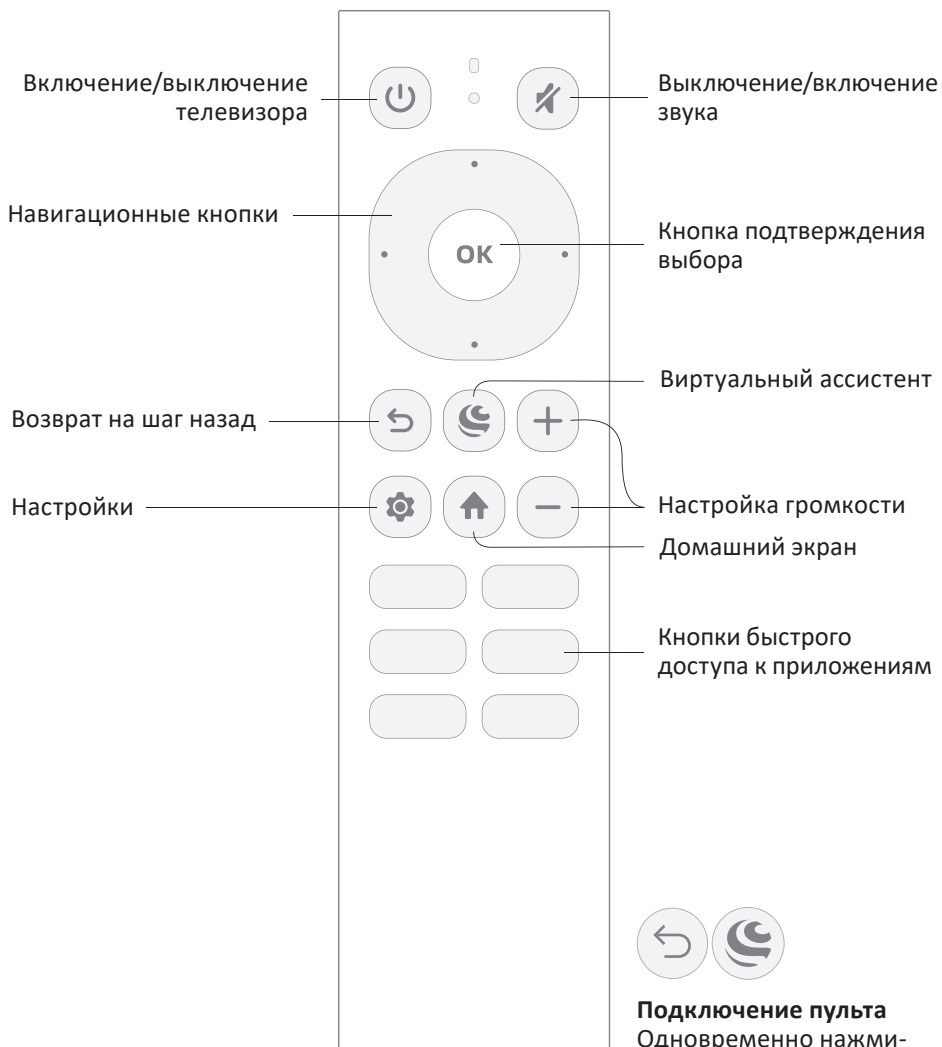 Включение/выключение
телевизора
Выключение/включение
звука
Навигационные кнопки
OK
Кнопка подтверждения
выбора
Виртуальный ассистент
Возврат на шаг назад
Настройки
Настройка громкости
Домашний экран
Кнопки быстрого
доступа к приложениям
Подключение пульта
Одновременно нажми-